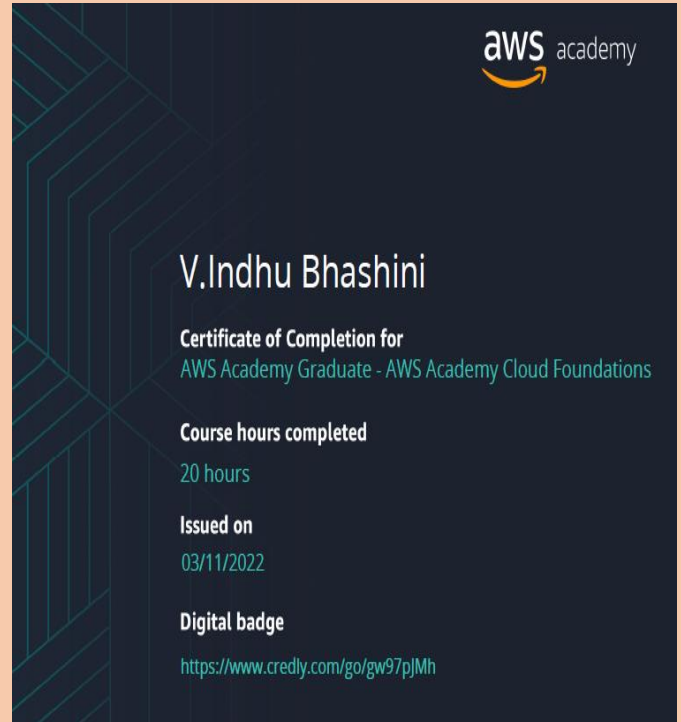 aws academy
V.Indhu Bhashini
Certificate of Completion for
AWS Academy Graduate - AWS Academy Cloud Foundations
Course hours completed
20 hours
Issued on
03/11/2022
Digital badge
https://www.credly.com/go/gw97pJMh